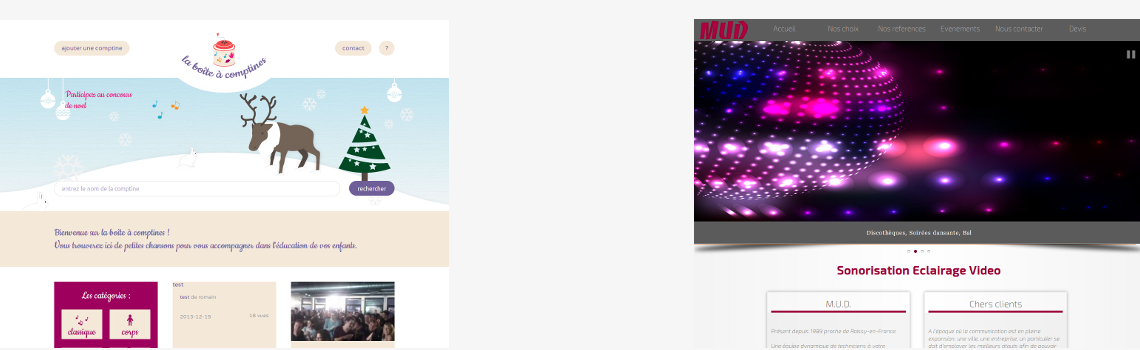 ajouter une comptine
la boîte à comptines
contact
?
Participez au concours
de noel
entrez le nom de la comptine
rechercher
Bienvenue sur la boîte à comptines !
Vous trouverez ici de petites chansons pour vous accompagner dans l'éducation de vos enfants.
Les catégories :
classique
corps
test
test de romain
2013-12-15
MUD
Accueil
Nos choix
Nos references
Evenements
Nous contacter
Devis
Discothèques, Soirées dansante, Bal
Sonorisation Eclairage Video
M.U.D.
Présent depuis 1989 proche de Roissy-en-France
Une équipe dynamique de techniciens à votre
Chers clients
A l'époque où la communication est en pleine
expansion, une ville, une entreprise, un particulier se
doit d'employer les meilleurs atouts afin de pouvoir